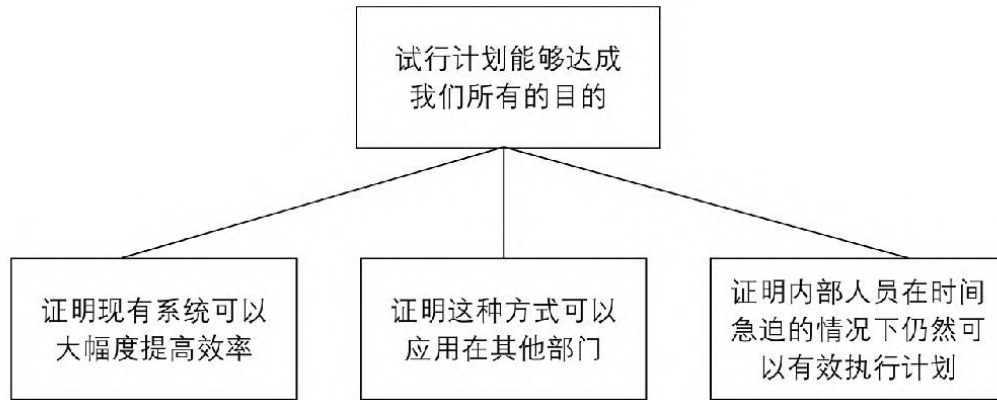 试行计划能够达成
我们所有的目的
证明现有系统可以
大幅度提高效率
证明这种方式可以
应用在其他部门
证明内部人员在时间
急迫的情况下仍然可
以有效执行计划